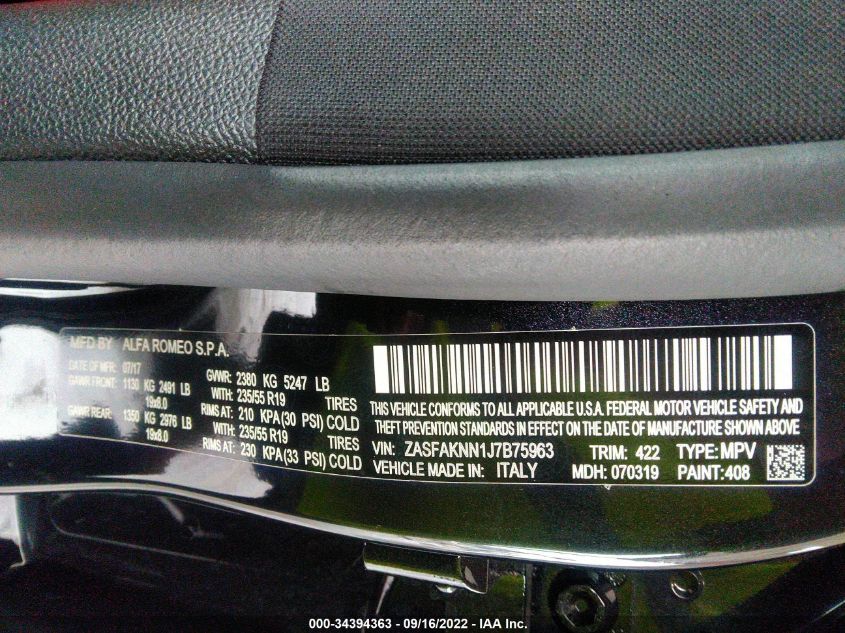 MFD BY ALFA ROMEO S.P.A.
DATE OF MFR: 07/17 GVWR: 2380 KG 5247 LB
GAWR FRONT: 1130 KG 2491 LB WITH: 235/55 R19 TIRES
19x8.0 RIMS AT: 210 KPA (30 PSI) COLD
GAWR REAR: 1350 KG 2976 LB WITH: 235/55 R19 TIRES
19x8.0 RIMS AT: 230 KPA (33 PSI) COLD
THIS VEHICLE CONFORMS TO ALL APPLICABLE U.S.A. FEDERAL MOTOR VEHICLE SAFETY AND
THEFT PREVENTION STANDARDS IN EFFECT ON THE DATE OF MANUFACTURE SHOWN ABOVE
VIN: ZASFAKNN1J7B75963 TRIM: 422 TYPE: MPV
VEHICLE MADE IN: ITALY MDH: 070319 PAINT: 408
000-34394363 - 09/16/2022 - IAA Inc.